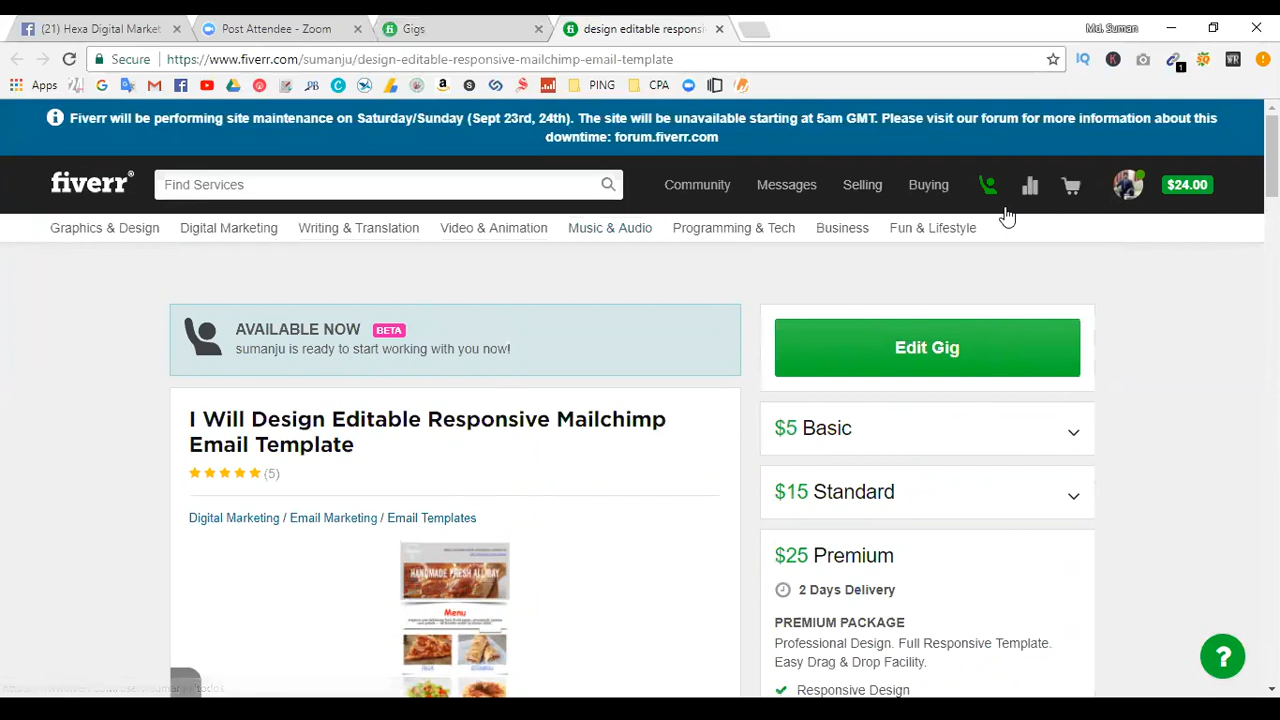 (21) Hexa Digital Market
Post Attendee - Zoom
Gigs
design editable responsi
Md. Suman
Secure
https://www.fiverr.com/sumanju/design-editable-responsive-mailchimp-email-template
Apps
PING
CPA
Fiverr will be performing site maintenance on Saturday/Sunday (Sept 23rd, 24th). The site will be unavailable starting at 5am GMT. Please visit our forum for more information about this
downtime: forum.fiverr.com
fiverr
Find Services
Community
Messages
Selling
Buying
$24.00
Graphics & Design
Digital Marketing
Writing & Translation
Video & Animation
Music & Audio
Programming & Tech
Business
Fun & Lifestyle
AVAILABLE NOW BETA
sumanju is ready to start working with you now!
Edit Gig
I Will Design Editable Responsive Mailchimp
Email Template
(5)
Digital Marketing / Email Marketing / Email Templates
HANDMADE FRESH ALL DAY
Menu
$5 Basic
$15 Standard
$25 Premium
2 Days Delivery
PREMIUM PACKAGE
Professional Design. Full Responsive Template.
Easy Drag & Drop Facility.
Responsive Design
?